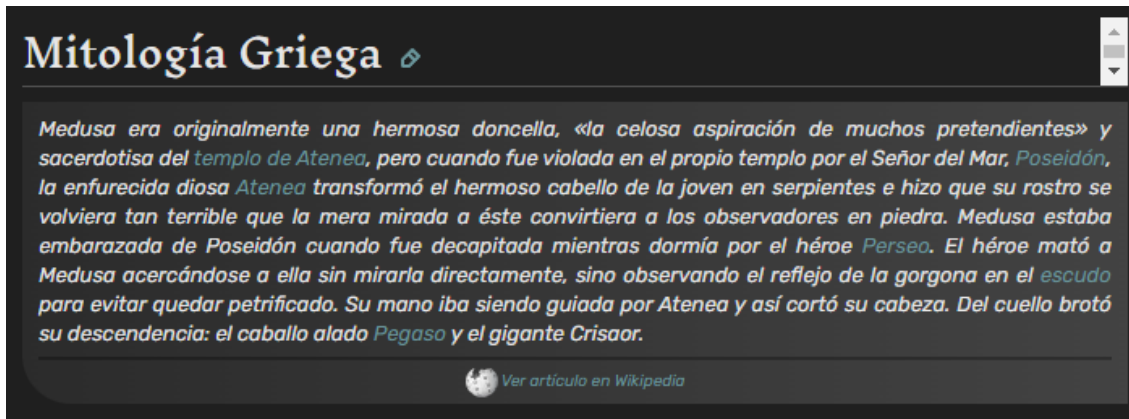 Mitología Griega
Medusa era originalmente una hermosa doncella, «la celosa aspiración de muchos pretendientes» y
sacerdotisa del templo de Atenea, pero cuando fue violada en el propio templo por el Señor del Mar, Poseidón,
la enfurecida diosa Atenea transformó el hermoso cabello de la joven en serpientes e hizo que su rostro se
volviera tan terrible que la mera mirada a éste convirtiera a los observadores en piedra. Medusa estaba
embarazada de Poseidón cuando fue decapitada mientras dormía por el héroe Perseo. El héroe mató a
Medusa acercándose a ella sin mirarla directamente, sino observando el reflejo de la gorgona en el escudo
para evitar quedar petrificado. Su mano iba siendo guiada por Atenea y así cortó su cabeza. Del cuello brotó
su descendencia: el caballo alado Pegaso y el gigante Crisaor.
Ver artículo en Wikipedia